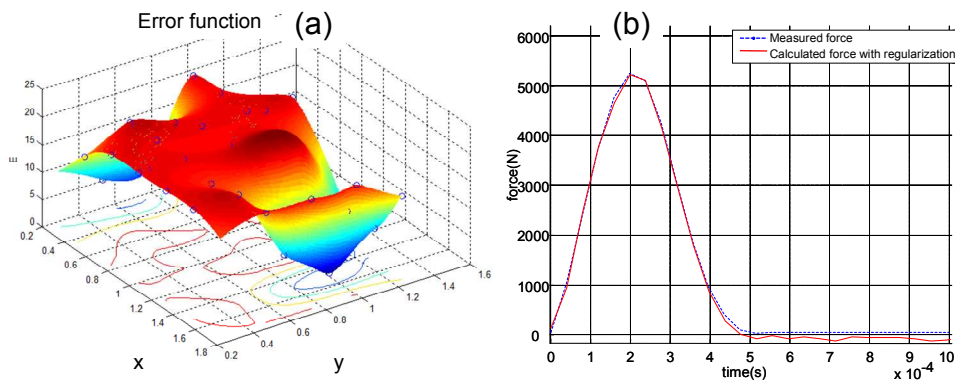 Error function (a)
25
20
15
10
5
0
E
0.2
0.4
0.6
0.8
1
1.2
1.4
1.6
1.8
x
0.2
0.4
0.6
0.8
1
1.2
1.4
1.6
y
(b)
Measured force
Calculated force with regularization
6000
5000
4000
3000
2000
1000
0
force(N)
0 1 2 3 4 5 6 7 8 9 10
time(s)
x 10⁻⁴